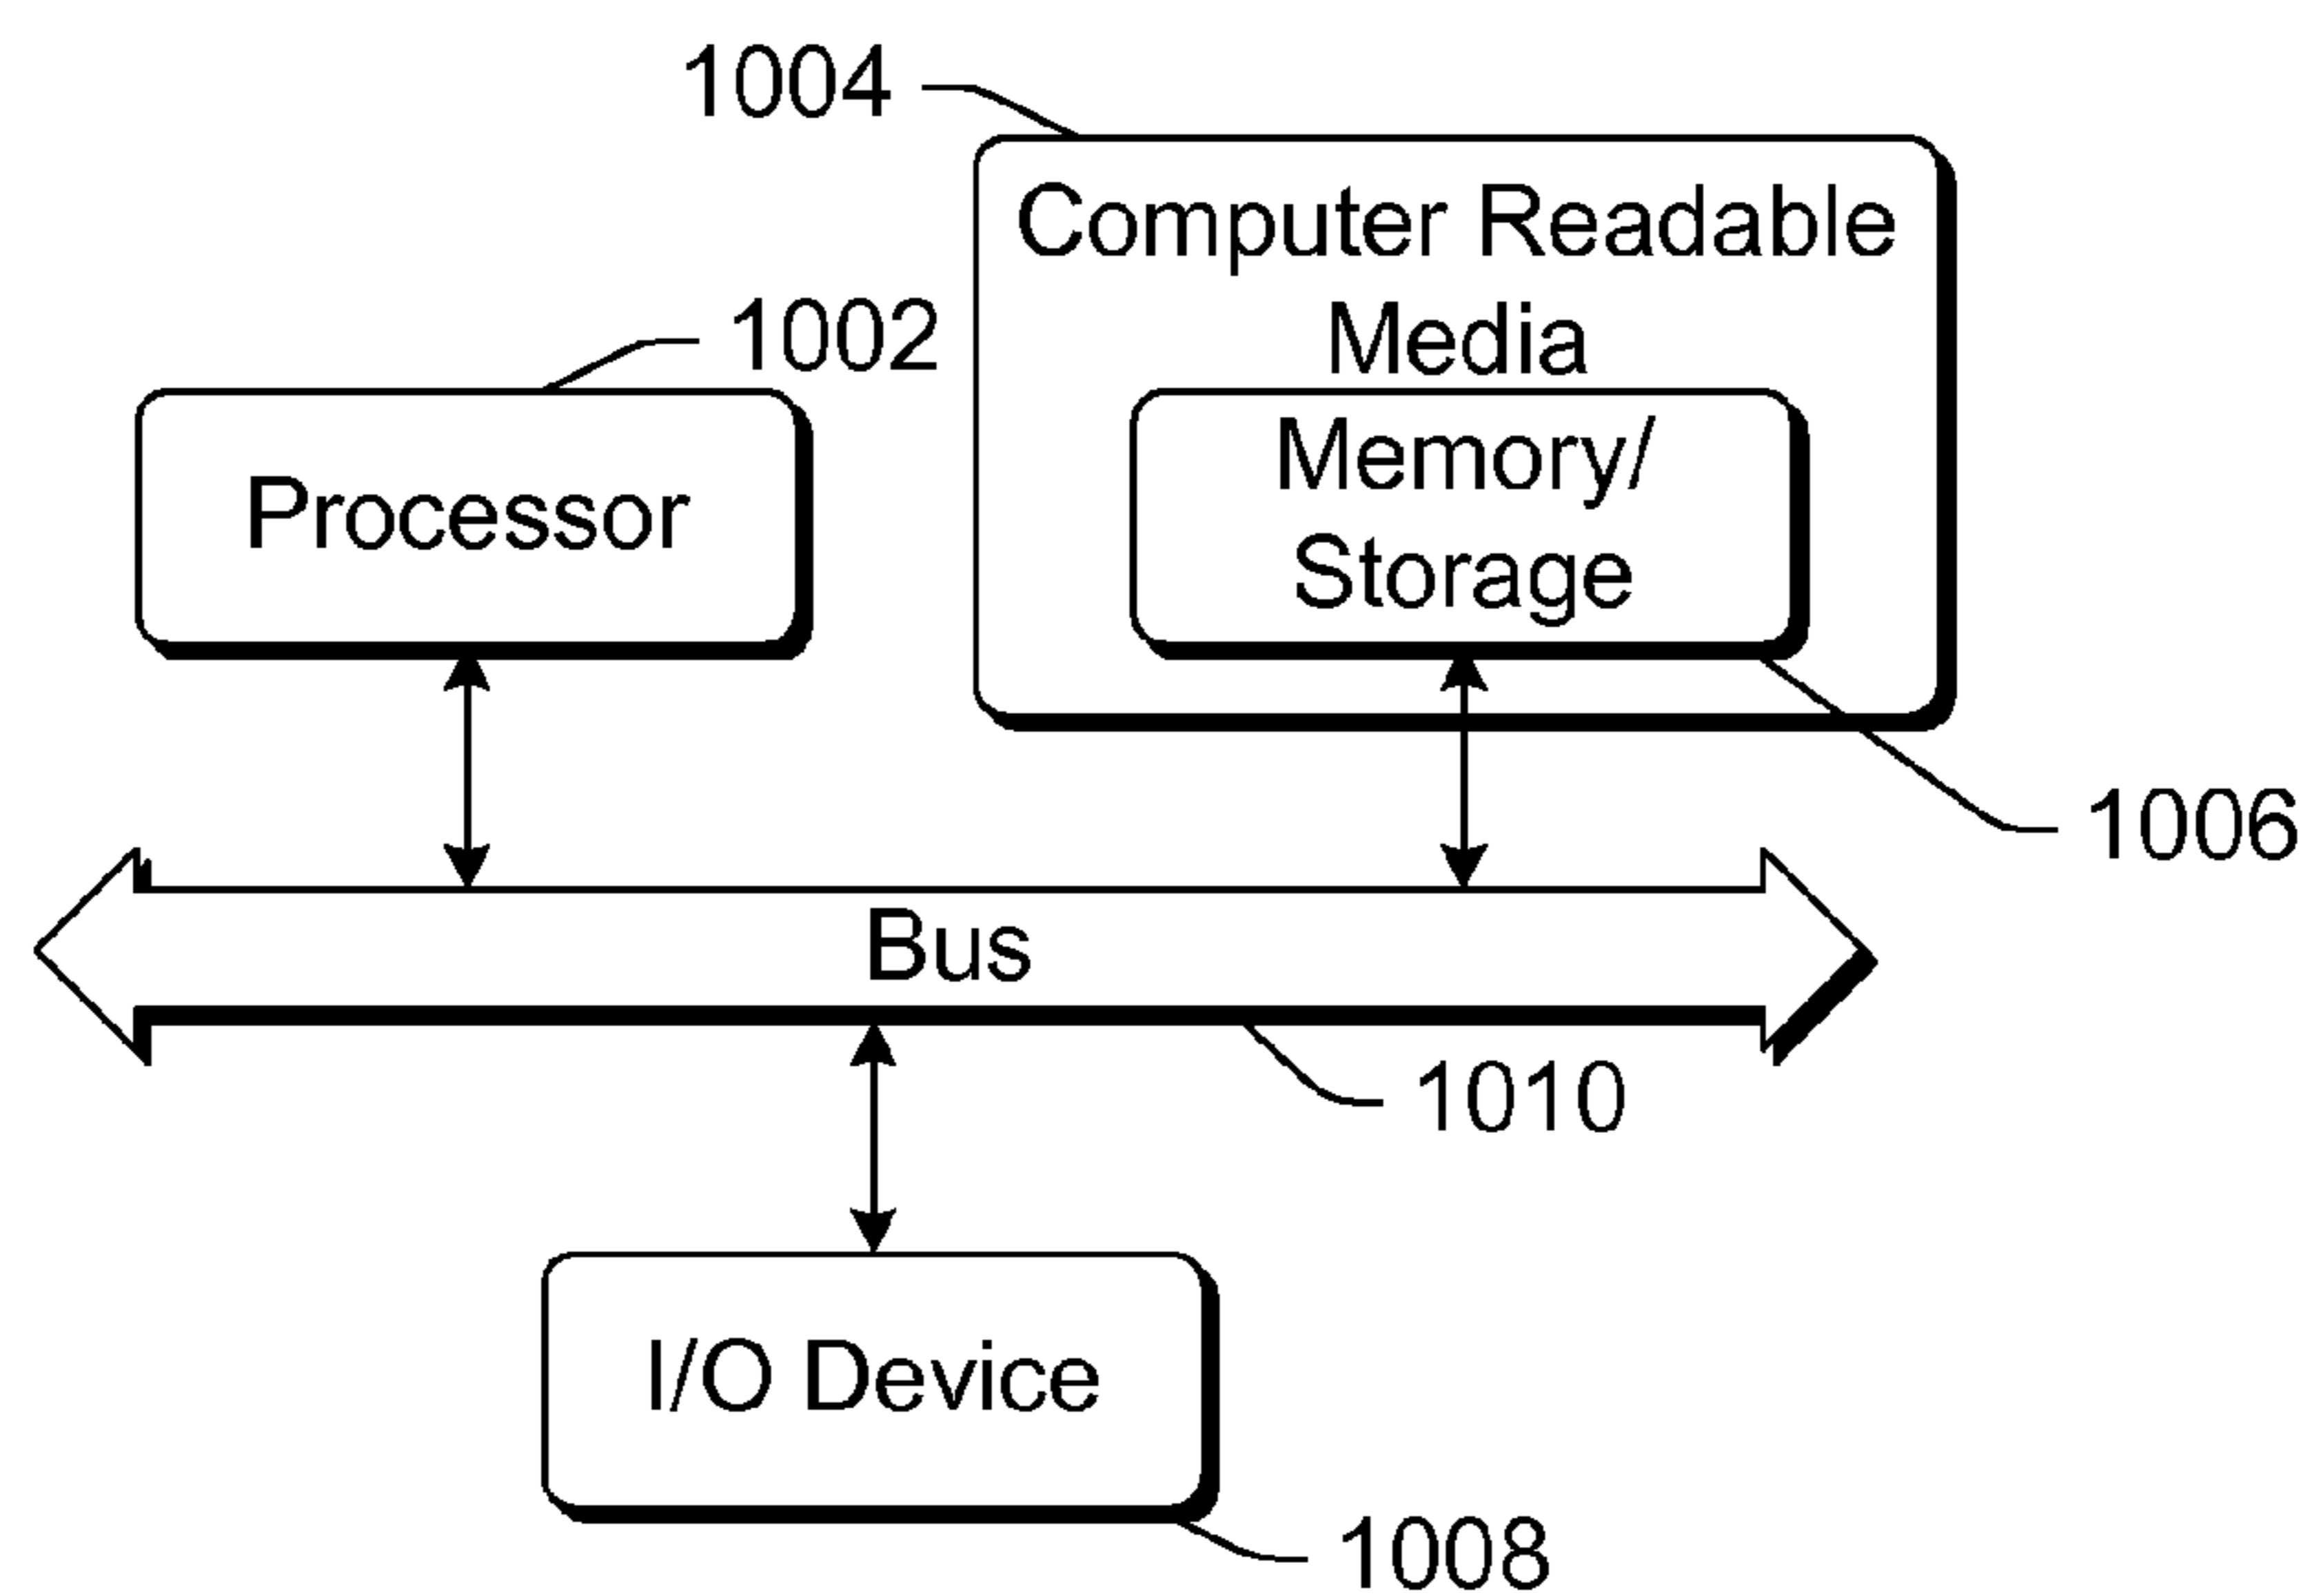 1004
Computer Readable
Media
1002
Memory/
Storage
Processor
1006
Bus
1010
I/O Device
1008